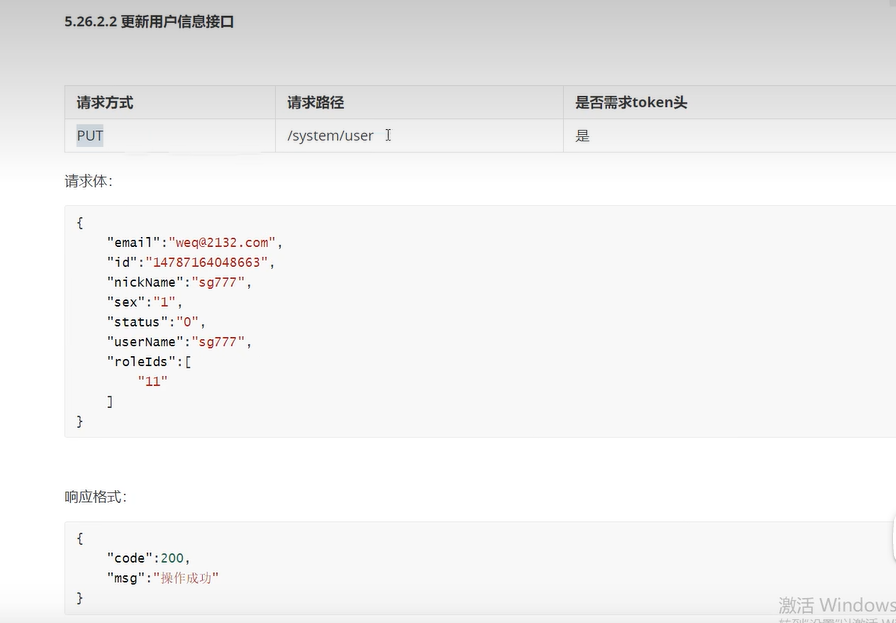 5.26.2.2 更新用户信息接口
请求方式 请求路径 是否需求token头
PUT /system/user 是
请求体：
{
"email":"weq@2132.com",
"id":"14787164048663",
"nickName":"sg777",
"sex":"1",
"status":"0",
"userName":"sg777",
"roleIds":[
"11"
]
}
响应格式：
{
"code":200,
"msg":"操作成功"
}
激活 Windows